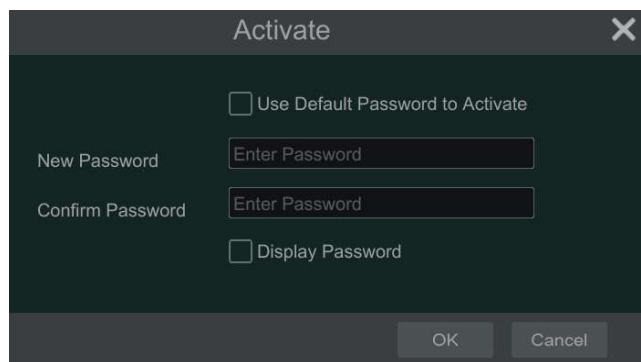 Activate
Use Default Password to Activate
New Password Enter Password
Confirm Password Enter Password
Display Password
OK Cancel